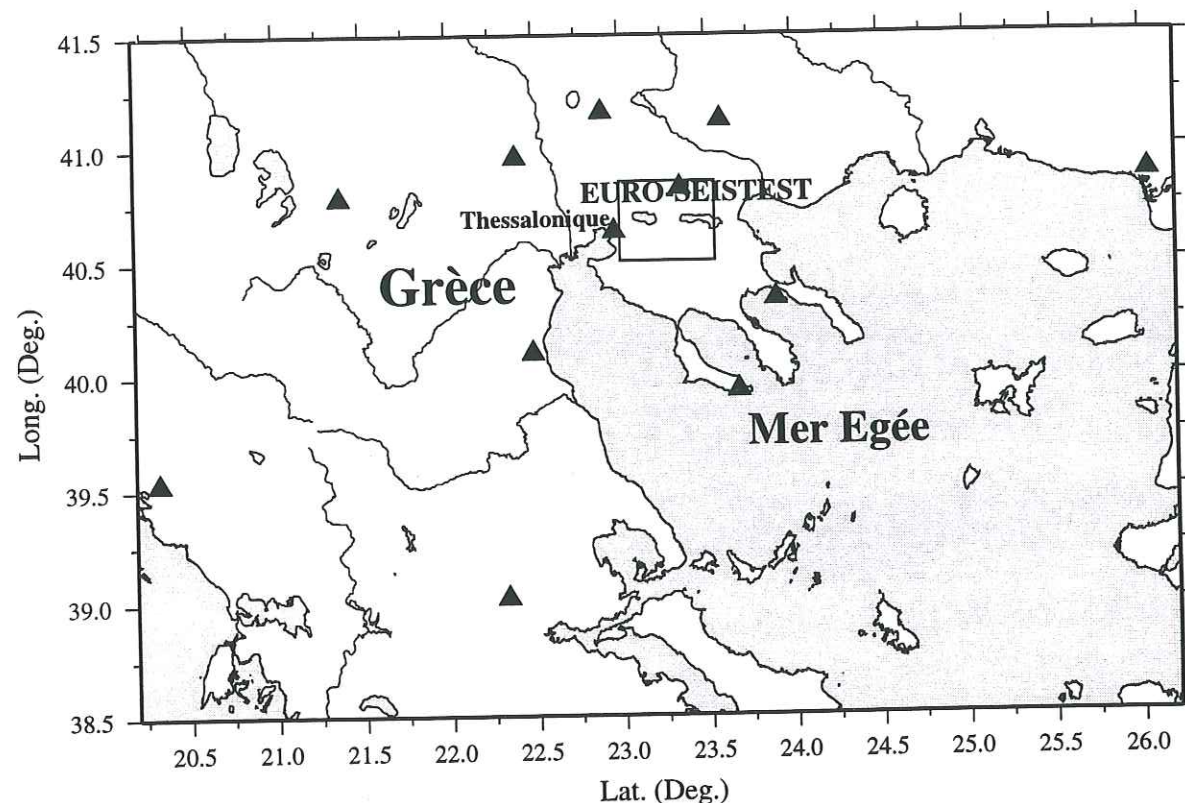 41.5
41.0
40.5
40.0
39.5
39.0
38.5
Long. (Deg.)
EURO-SEISTEST
Thessalonique
Grèce
Mer Egée
20.5 21.0 21.5 22.0 22.5 23.0 23.5 24.0 24.5 25.0 25.5 26.0
Lat. (Deg.)